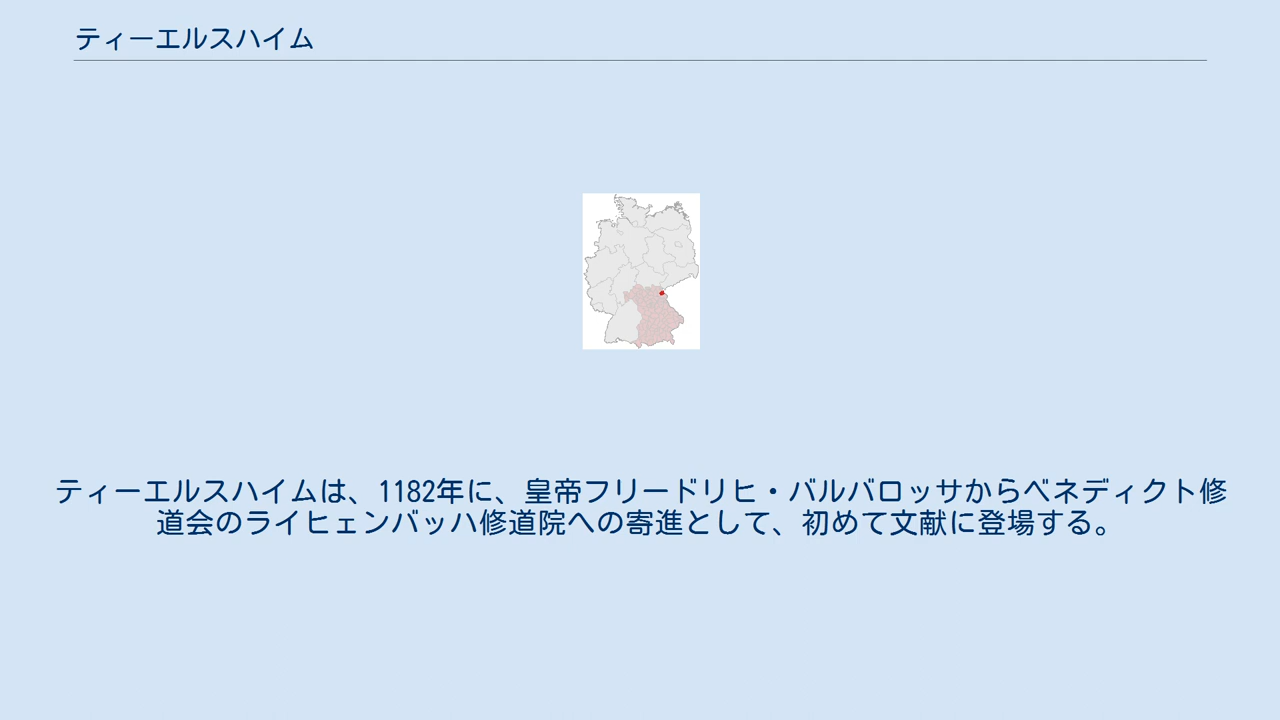 ティーエルスハイム
ティーエルスハイムは、1182年に、皇帝フリードリヒ・バルバロッサからベネディクト修
道会のライヒェンバッハ修道院への寄進として、初めて文献に登場する。